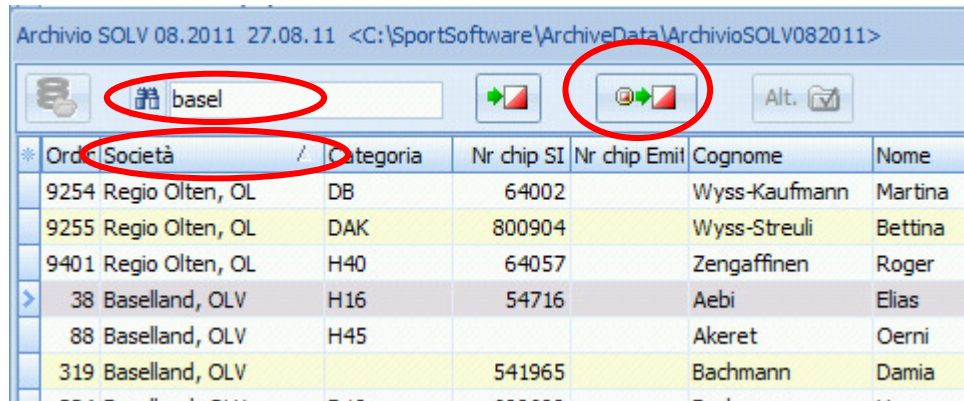 Archivio SOLV 08.2011 27.08.11 <C:\SportSoftware\ArchiveData\ArchivioSOLV082011>
basel Alt.
Società Categoria Nr chip SI Nr chip Emit Cognome Nome
9254 Regio Olten, OL DB 64002 Wyss-Kaufmann Martina
9255 Regio Olten, OL DAK 800904 Wyss-Streuli Bettina
9401 Regio Olten, OL H40 64057 Zengaffinen Roger
38 Baselland, OLV H16 54716 Aebi Elias
88 Baselland, OLV H45 Akeret Oerni
319 Baselland, OLV 541965 Bachmann Damia